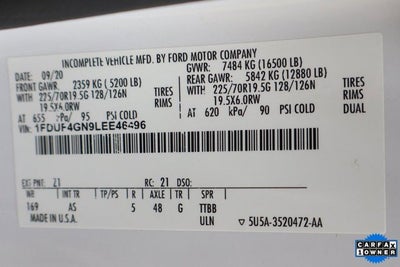 INCOMPLETE VEHICLE MFD. BY FORD MOTOR COMPANY
DATE: 09/20 GVWR: 7484 KG (16500 LB)
FRONT GAWR: 2359 KG ( 5200 LB) REAR GAWR: 5842 KG (12880 LB)
WITH 225/70R19.5G 128/126N TIRES WITH 225/70R19.5G 128/126N TIRES
19.5X6.0RW RIMS 19.5X6.0RW RIMS
AT 655 kPa/ 95 PSI COLD AT 620 kPa/ 90 PSI COLD
VIN: 1FDUF4GN9LEE46496
EXT PNT: Z1 RC: 21 DSO:
WB INT TR TP/PS R AXLE TR SPR
169 AS 5 48 G TTBB
MADE IN U.S.A. ULN ▽ 5U5A-3520472-AA
CARFAX
1 OWNER